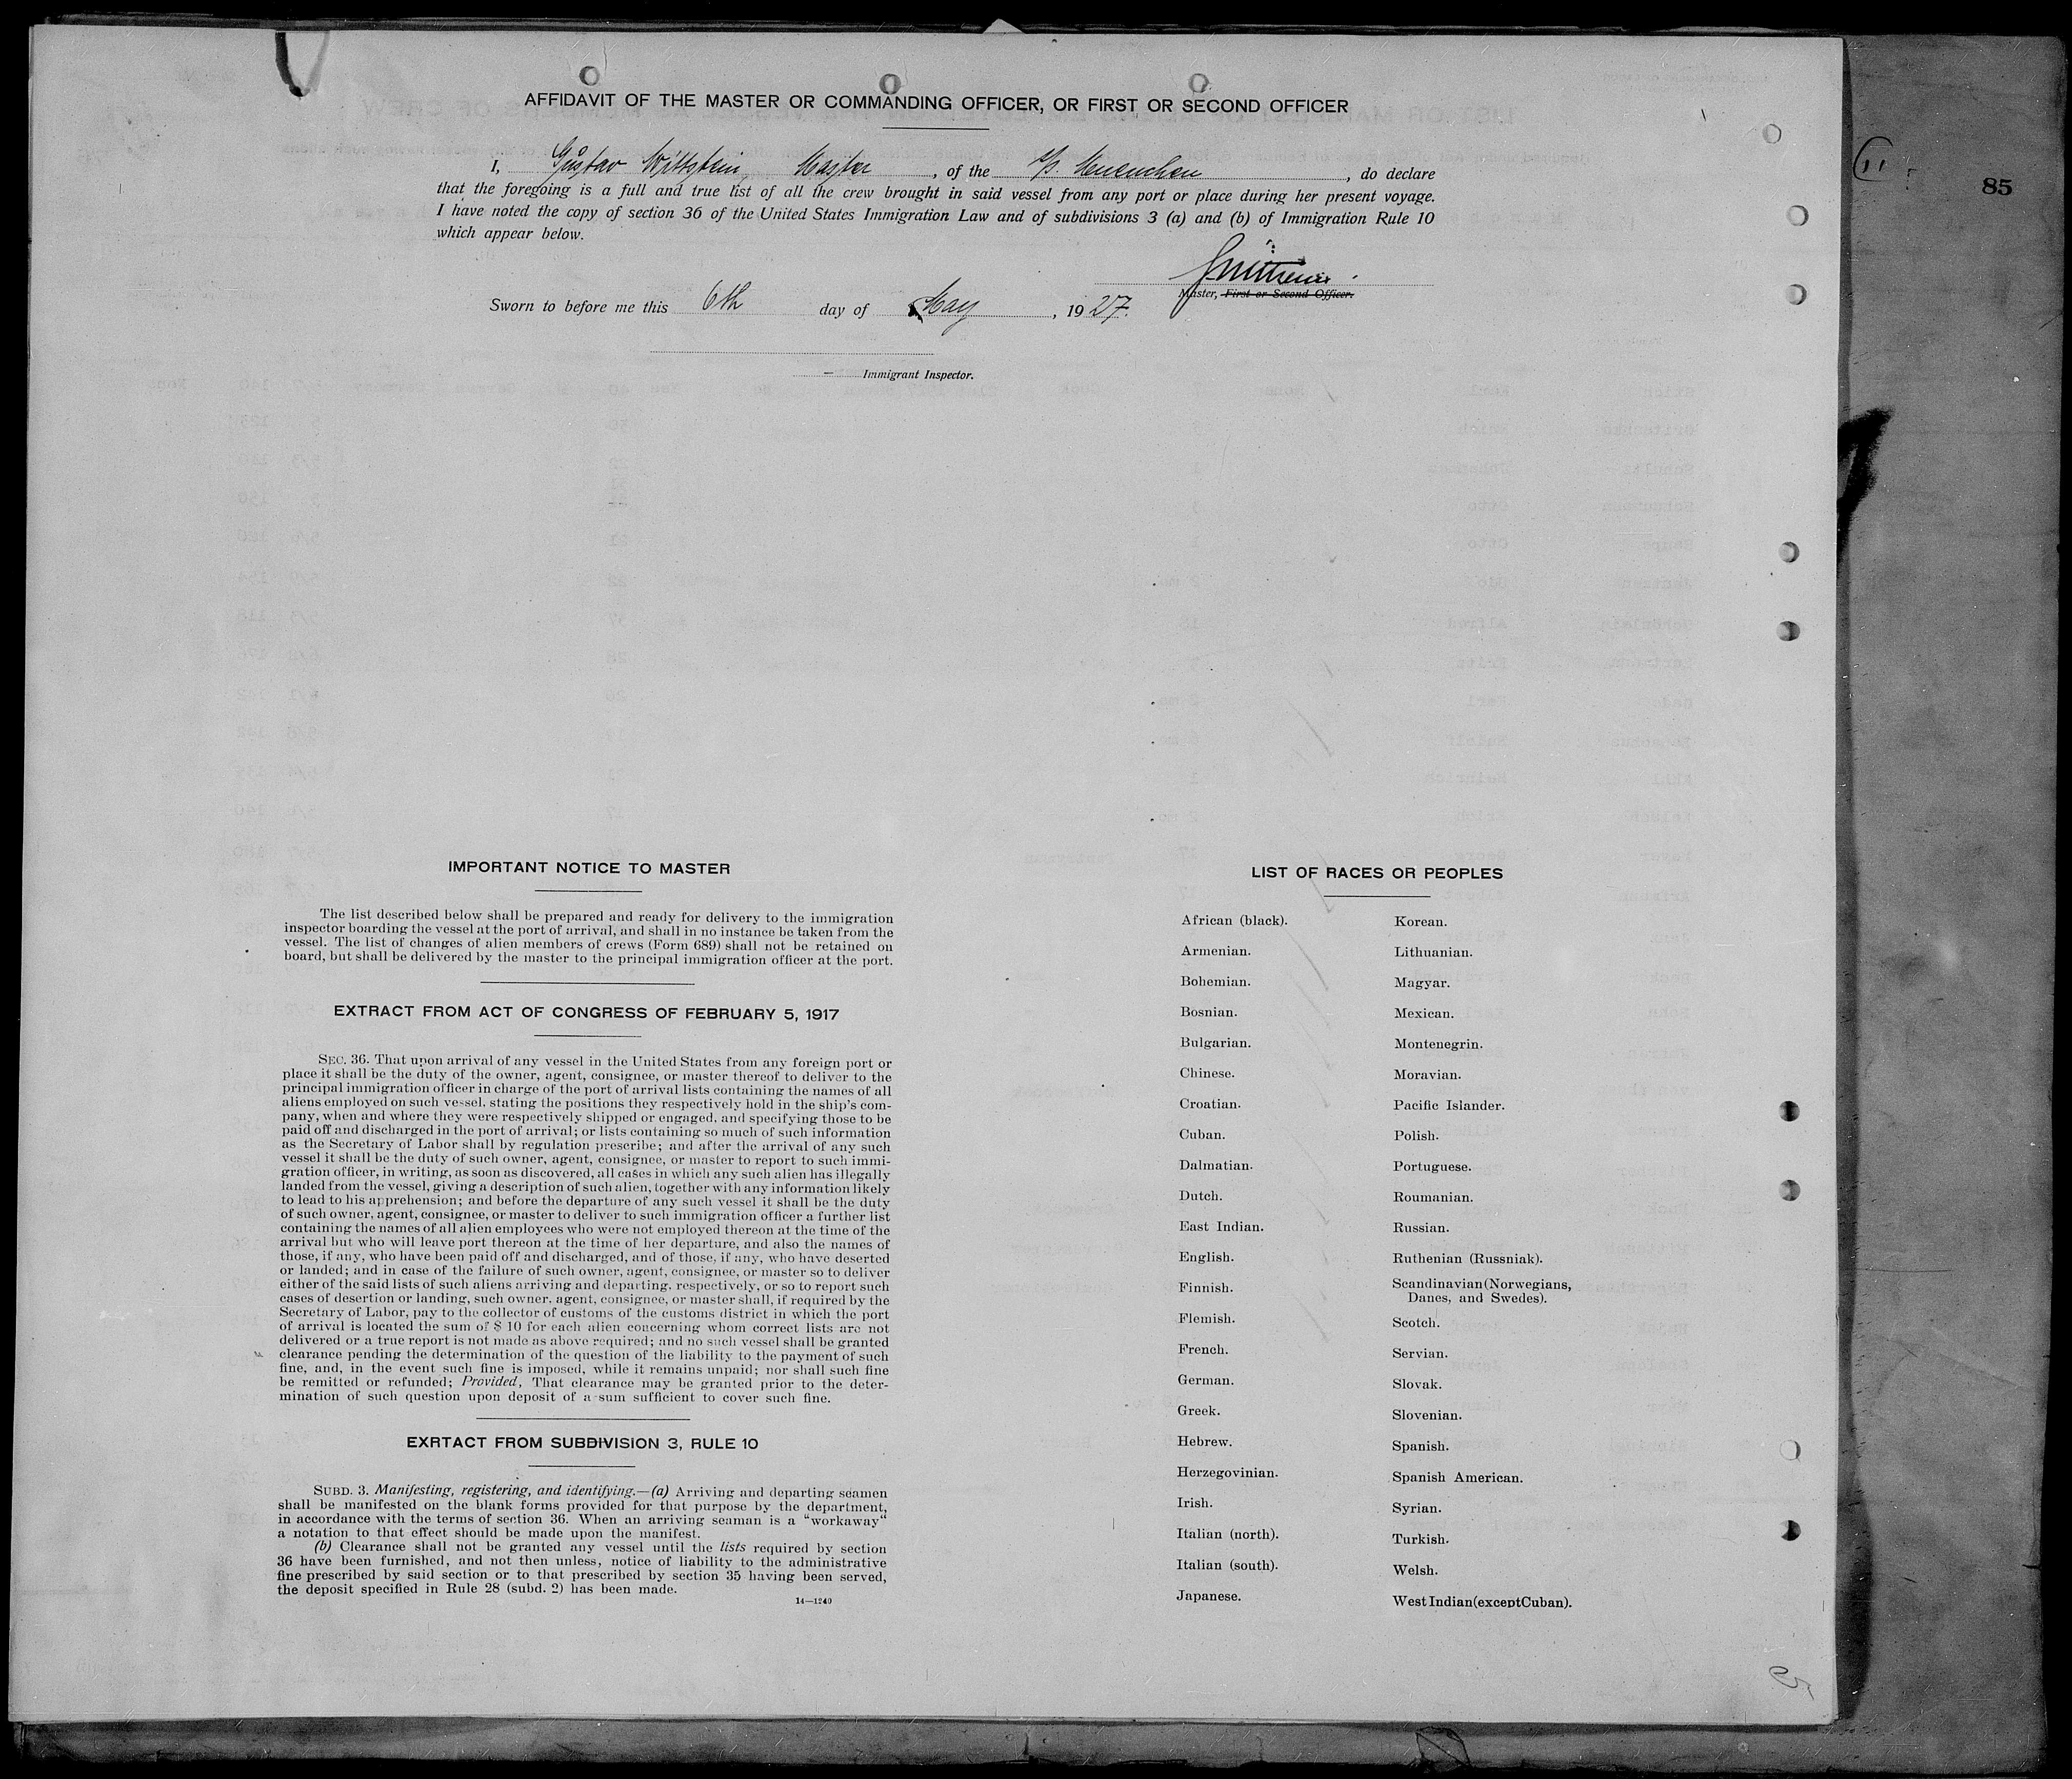 AFFIDAVIT OF THE MASTER OR COMMANDING OFFICER, OR FIRST OR SECOND OFFICER
I, Gustav Wittstein, Master, of the S/S. Muenchen, do declare
that the foregoing is a full and true list of all the crew brought in said vessel from any port or place during her present voyage.
I have noted the copy of section 36 of the United States Immigration Law and of subdivisions 3 (a) and (b) of Immigration Rule 10
which appear below.
Master, First or Second Officer.
Sworn to before me this 6th day of May, 1927.
Immigrant Inspector.
11
85
IMPORTANT NOTICE TO MASTER
The list described below shall be prepared and ready for delivery to the immigration
inspector boarding the vessel at the port of arrival, and shall in no instance be taken from the
vessel. The list of changes of alien members of crews (Form 689) shall not be retained on
board, but shall be delivered by the master to the principal immigration officer at the port.
EXTRACT FROM ACT OF CONGRESS OF FEBRUARY 5, 1917
SEC. 36. That upon arrival of any vessel in the United States from any foreign port or
place it shall be the duty of the owner, agent, consignee, or master thereof to deliver to the
principal immigration officer in charge of the port of arrival lists containing the names of all
aliens employed on such vessel, stating the positions they respectively hold in the ship's com-
pany, when and where they were respectively shipped or engaged, and specifying those to be
paid off and discharged in the port of arrival; or lists containing so much of such information
as the Secretary of Labor shall by regulation prescribe; and after the arrival of any such
vessel it shall be the duty of such owner, agent, consignee, or master to report to such immi-
gration officer, in writing, as soon as discovered, all cases in which any such alien has illegally
landed from the vessel, giving a description of such alien, together with any information likely
to lead to his apprehension; and before the departure of any such vessel it shall be the duty
of such owner, agent, consignee, or master to deliver to such immigration officer a further list
containing the names of all alien employees who were not employed thereon at the time of the
arrival but who will leave port thereon at the time of her departure, and also the names of
those, if any, who have been paid off and discharged, and of those, if any, who have deserted
or landed; and in case of the failure of such owner, agent, consignee, or master so to deliver
either of the said lists of such aliens arriving and departing, respectively, or so to report such
cases of desertion or landing, such owner, agent, consignee, or master shall, if required by the
Secretary of Labor, pay to the collector of customs of the customs district in which the port
of arrival is located the sum of $ 10 for each alien concerning whom correct lists are not
delivered or a true report is not made as above required; and no such vessel shall be granted
clearance pending the determination of the question of the liability to the payment of such
fine, and, in the event such fine is imposed, while it remains unpaid; nor shall such fine
be remitted or refunded; Provided, That clearance may be granted prior to the deter-
mination of such question upon deposit of a sum sufficient to cover such fine.
EXRTACT FROM SUBDIVISION 3, RULE 10
SUBD. 3. Manifesting, registering, and identifying.—(a) Arriving and departing seamen
shall be manifested on the blank forms provided for that purpose by the department,
in accordance with the terms of section 36. When an arriving seaman is a "workaway"
a notation to that effect should be made upon the manifest.
(b) Clearance shall not be granted any vessel until the lists required by section
36 have been furnished, and not then unless, notice of liability to the administrative
fine prescribed by said section or to that prescribed by section 35 having been served,
the deposit specified in Rule 28 (subd. 2) has been made.
14—1240
LIST OF RACES OR PEOPLES
African (black).
Armenian.
Bohemian.
Bosnian.
Bulgarian.
Chinese.
Croatian.
Cuban.
Dalmatian.
Dutch.
East Indian.
English.
Finnish.
Flemish.
French.
German.
Greek.
Hebrew.
Herzegovinian.
Irish.
Italian (north).
Italian (south).
Japanese.
Korean.
Lithuanian.
Magyar.
Mexican.
Montenegrin.
Moravian.
Pacific Islander.
Polish.
Portuguese.
Roumanian.
Russian.
Ruthenian (Russniak).
Scandinavian (Norwegians,
Danes, and Swedes).
Scotch.
Servian.
Slovak.
Slovenian.
Spanish.
Spanish American.
Syrian.
Turkish.
Welsh.
West Indian (except Cuban).